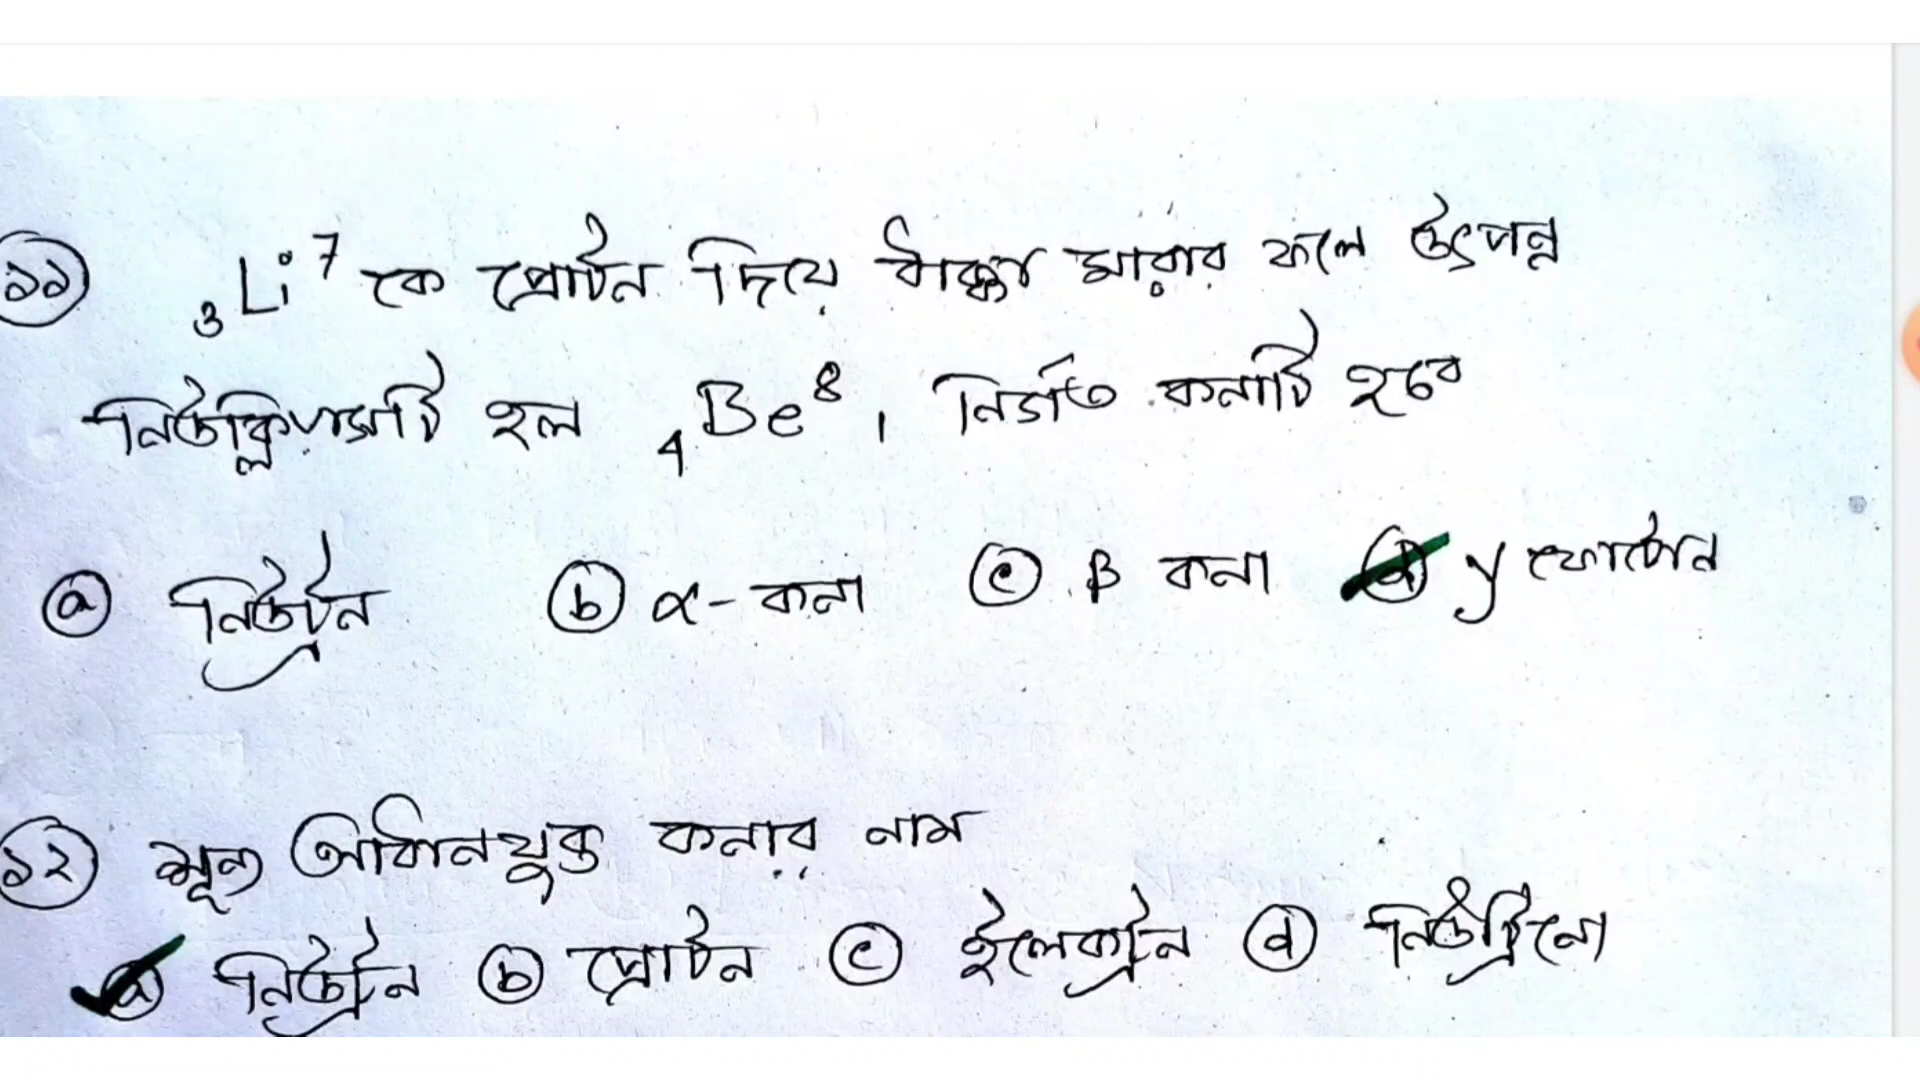 ১১ ₃Li⁷ কে প্রোটন দিয়ে ধাক্কা মারার ফলে উৎপন্ন
নিউক্লিয়াসটি হল ₄Be⁸, নির্গত কনাটি হবে
a নিউট্রন b α-কনা c β কনা d γ ফোটোন
১২ শূন্য আধানযুক্ত কনার নাম
a নিউট্রন b প্রোটন c ইলেকট্রন d নিউট্রিনো